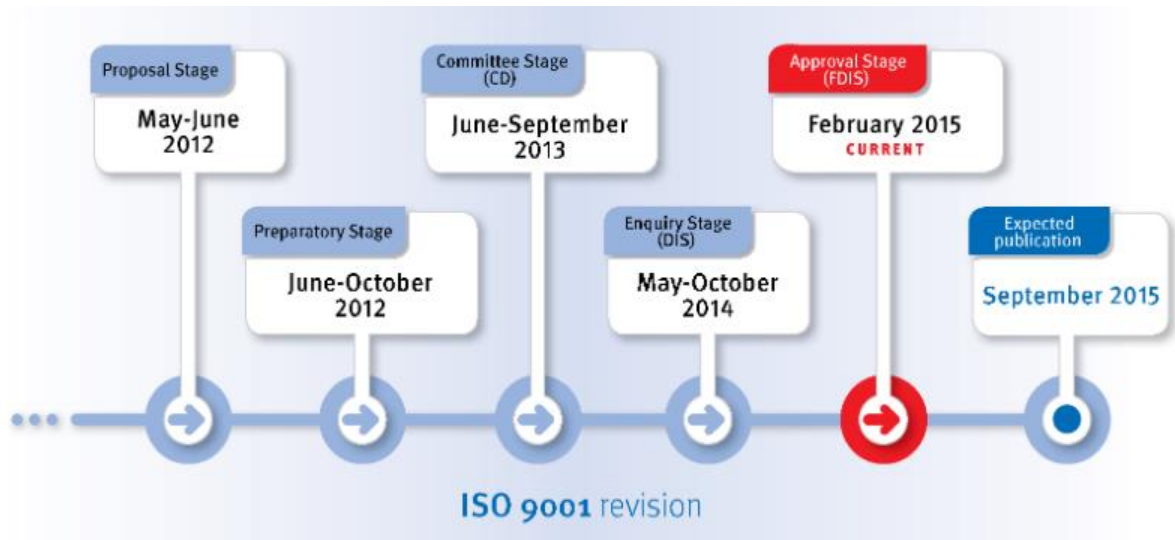 Proposal Stage
May-June
2012
Preparatory Stage
June-October
2012
Committee Stage
(CD)
June-September
2013
Enquiry Stage
(DIS)
May-October
2014
Approval Stage
(FDIS)
February 2015
CURRENT
Expected
publication
September 2015
ISO 9001 revision